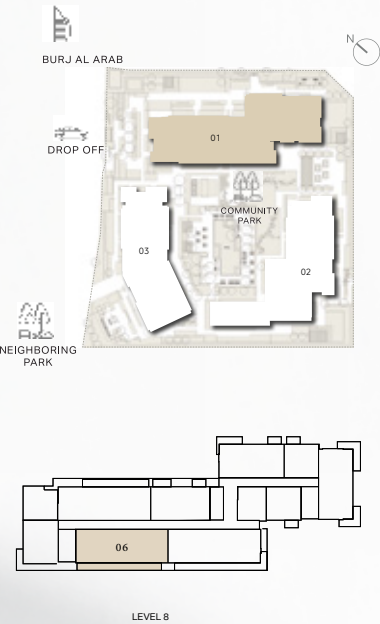 BURJ AL ARAB
N
01
DROP OFF
COMMUNITY
PARK
03
02
NEIGHBORING
PARK
06
LEVEL 8